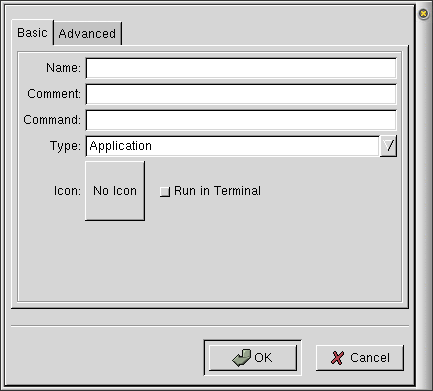 Basic Advanced
Name:
Comment:
Command:
Type: Application
Icon: No Icon Run in Terminal
OK Cancel